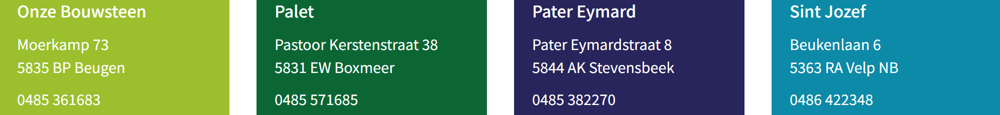 Onze Bouwsteen
Moerkamp 73
5835 BP Beugen
0485 361683
Palet
Pastoor Kerstenstraat 38
5831 EW Boxmeer
0485 571685
Pater Eymard
Pater Eymardstraat 8
5844 AK Stevensbeek
0485 382270
Sint Jozef
Beukenlaan 6
5363 RA Velp NB
0486 422348